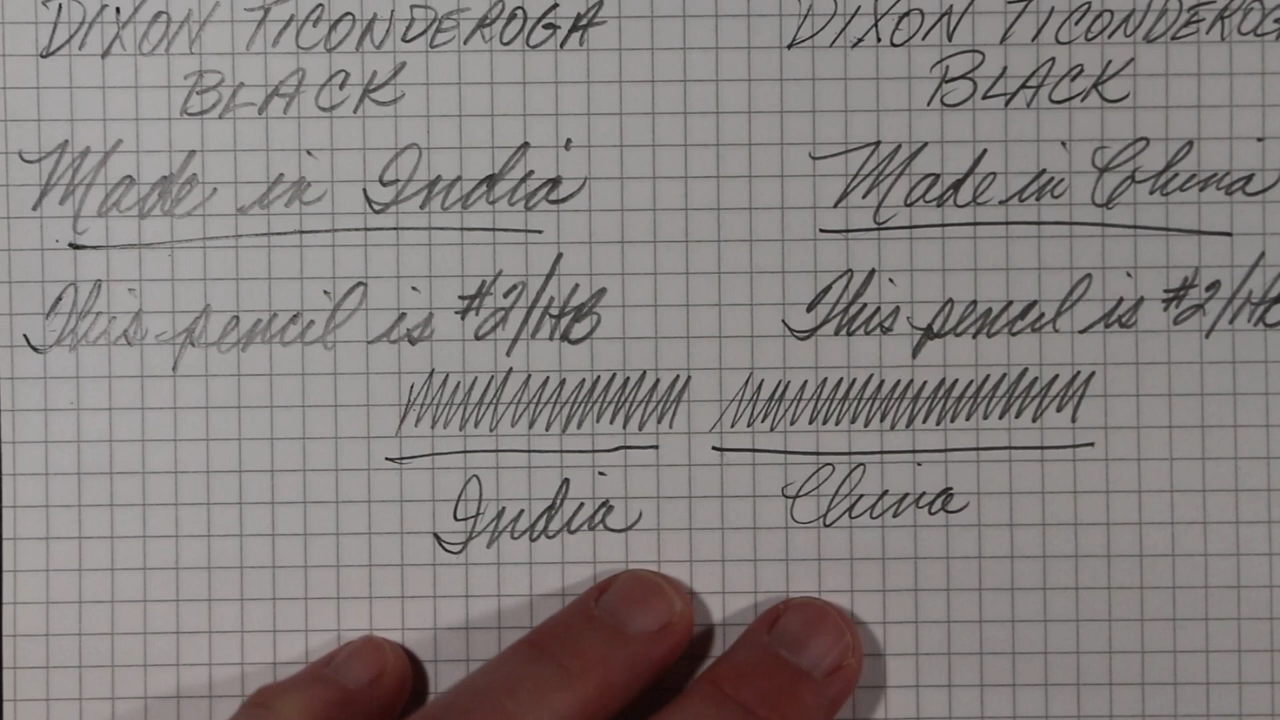 DIXON TICONDEROGA
BLACK
Made in India
This pencil is #2/HB
India
DIXON TICONDEROG
BLACK
Made in China
This pencil is #2/HB
China